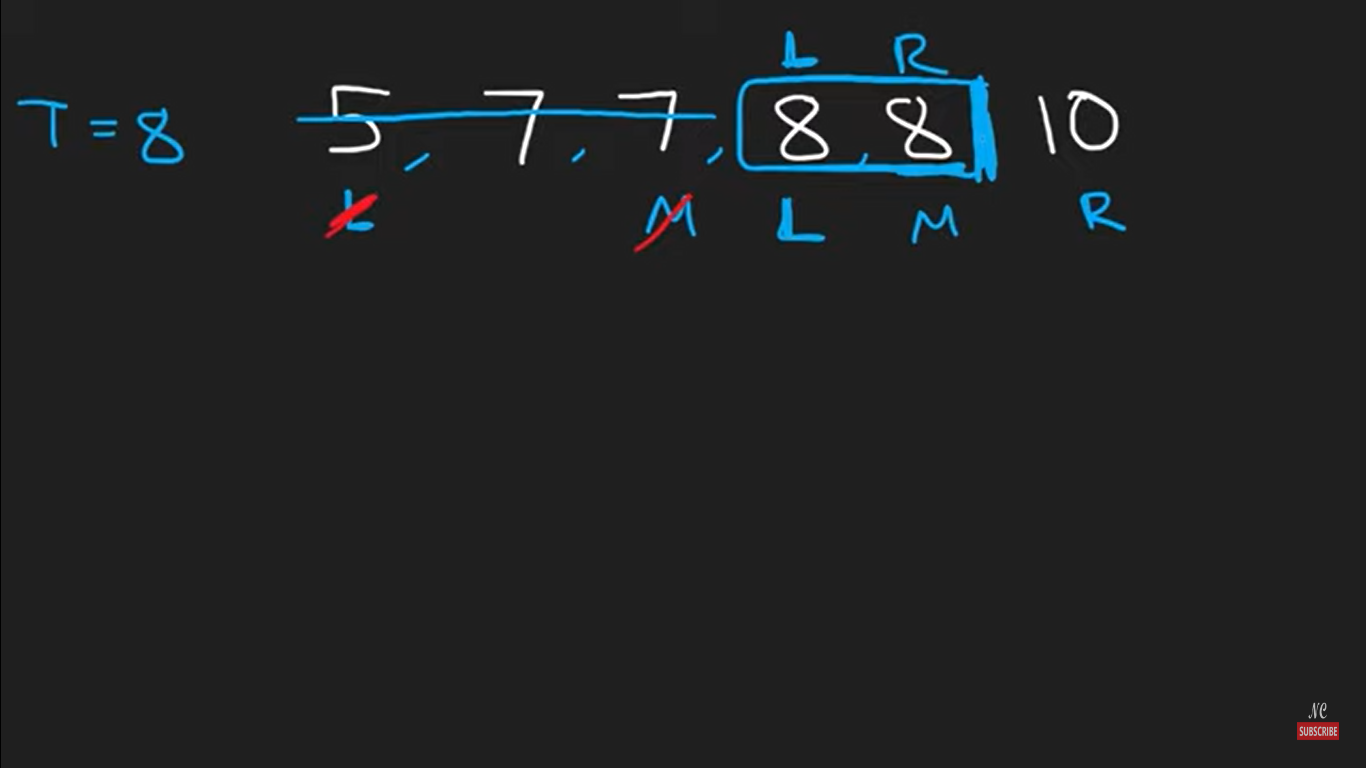 L R
T = 8 5, 7, 7, 8, 8 10
L M L M R
NC
SUBSCRIBE